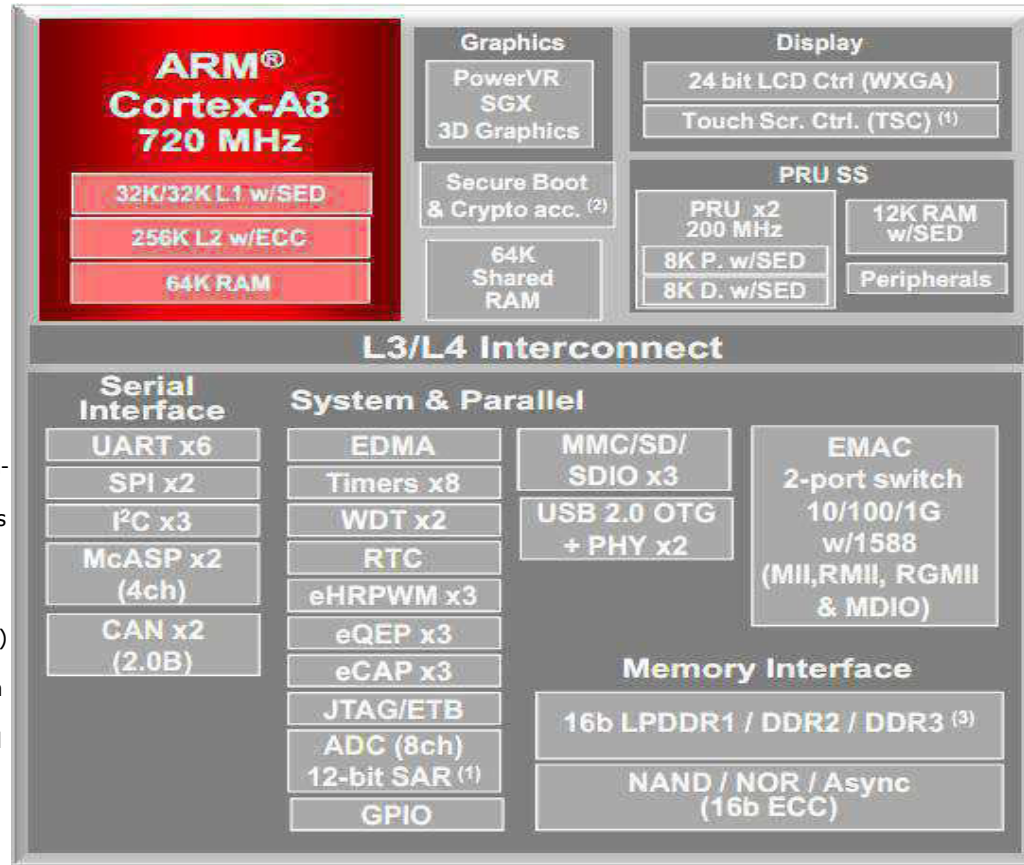 ARM®
Cortex-A8
720 MHz
32K/32K L1 w/SED
256K L2 w/ECC
64K RAM
Graphics
PowerVR
SGX
3D Graphics
Secure Boot
& Crypto acc. (2)
64K
Shared
RAM
Display
24 bit LCD Ctrl (WXGA)
Touch Scr. Ctrl. (TSC) (1)
PRU SS
PRU x2
200 MHz
8K P. w/SED
8K D. w/SED
12K RAM
w/SED
Peripherals
L3/L4 Interconnect
Serial
Interface
UART x6
SPI x2
I²C x3
McASP x2
(4ch)
CAN x2
(2.0B)
System & Parallel
EDMA
Timers x8
WDT x2
RTC
eHRPWM x3
eQEP x3
eCAP x3
JTAG/ETB
ADC (8ch)
12-bit SAR (1)
GPIO
MMC/SD/
SDIO x3
USB 2.0 OTG
+ PHY x2
EMAC
2-port switch
10/100/1G
w/1588
(MII,RMII, RGMII
& MDIO)
Memory Interface
16b LPDDR1 / DDR2 / DDR3 (3)
NAND / NOR / Async
(16b ECC)